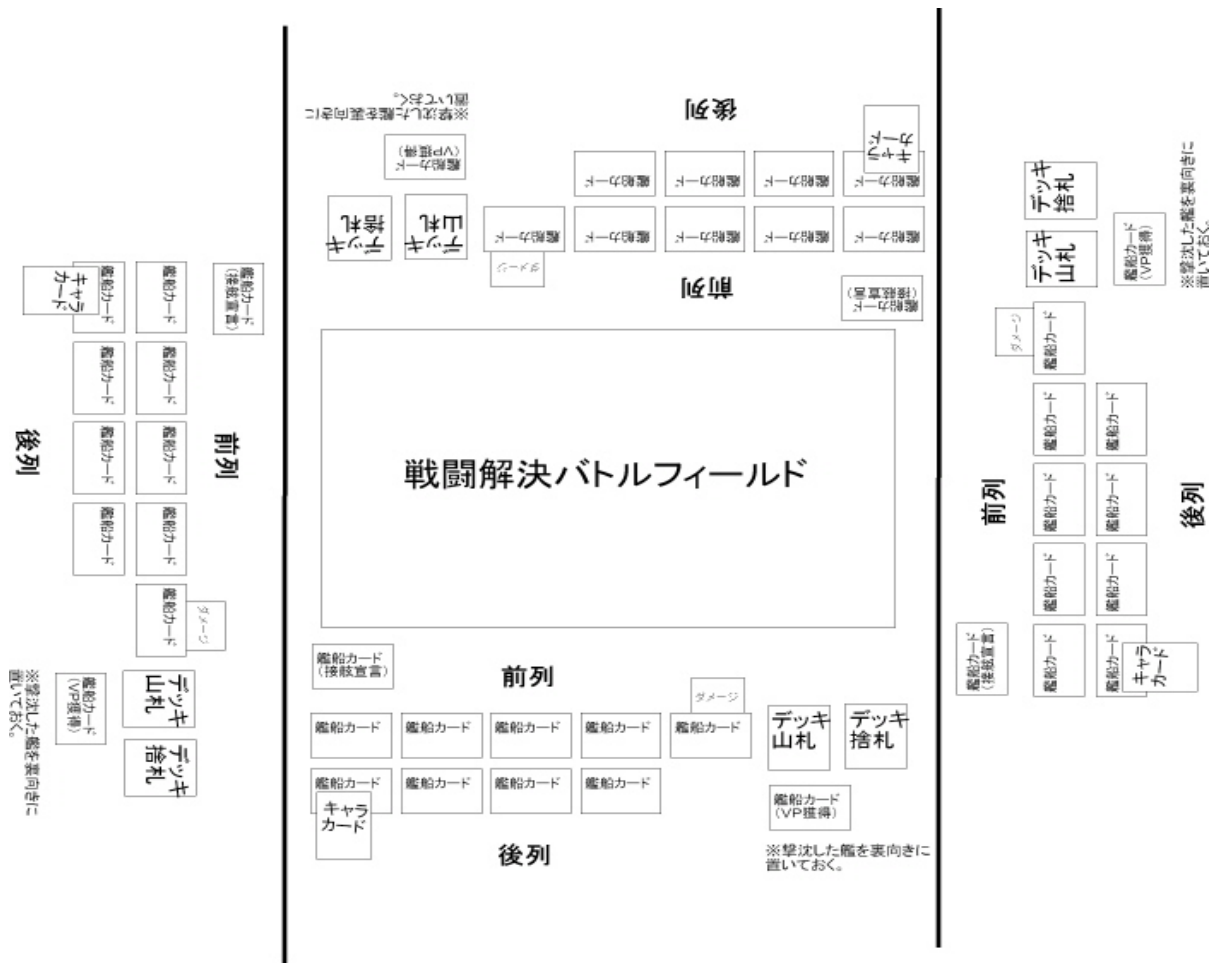 ※撃沈した艦を裏向きに
置いておく。
艦船カード
(VP獲得)
デッキ
山札
デッキ
捨札
後列
キャラ
カード
艦船カード
艦船カード
艦船カード
艦船カード
艦船カード
艦船カード
艦船カード
艦船カード
艦船カード
ダメージ
前列
艦船カード
(接舷宣言)
キャラ
カード
艦船カード
艦船カード
艦船カード
艦船カード
艦船カード
艦船カード
艦船カード
艦船カード
艦船カード
ダメージ
艦船カード
(接舷宣言)
後列
前列
デッキ
山札
デッキ
捨札
艦船カード
(VP獲得)
※撃沈した艦を裏向きに
置いておく。
戦闘解決バトルフィールド
艦船カード
(接舷宣言)
前列
ダメージ
艦船カード
艦船カード
艦船カード
艦船カード
艦船カード
デッキ
山札
デッキ
捨札
艦船カード
艦船カード
艦船カード
艦船カード
キャラ
カード
後列
艦船カード
(VP獲得)
※撃沈した艦を裏向きに
置いておく。
デッキ
捨札
デッキ
山札
艦船カード
(VP獲得)
※撃沈した艦を裏向きに
置いておく。
ダメージ
艦船カード
艦船カード
艦船カード
艦船カード
艦船カード
艦船カード
艦船カード
艦船カード
艦船カード
前列
後列
艦船カード
(接舷宣言)
キャラ
カード